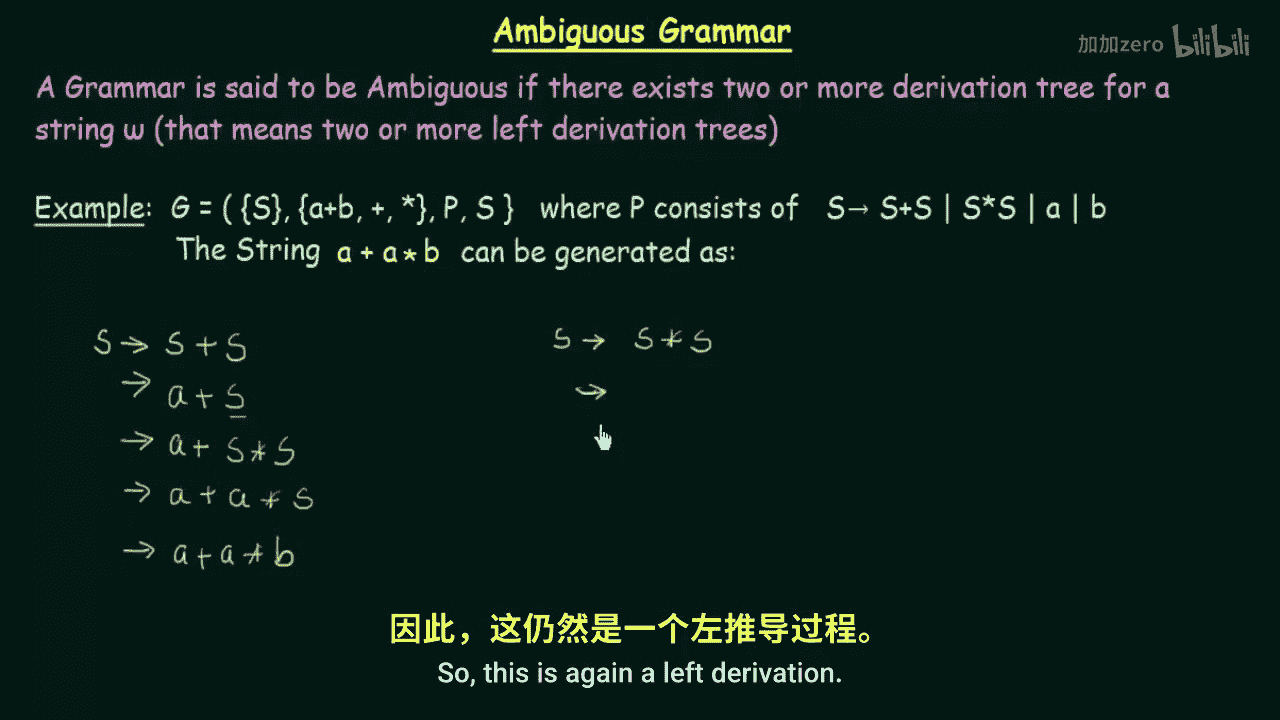 Ambiguous Grammar
加加zero bilibili
A Grammar is said to be Ambiguous if there exists two or more derivation tree for a
string w (that means two or more left derivation trees)
Example: G = ( {S}, {a+b, +, *}, P, S } where P consists of S→ S+S | S*S | a | b
The String a + a * b can be generated as:
S → S + S
→ a + S
→ a + S * S
→ a + a * S
→ a + a * b
S → S * S
→
因此，这仍然是一个左推导过程。
So, this is again a left derivation.